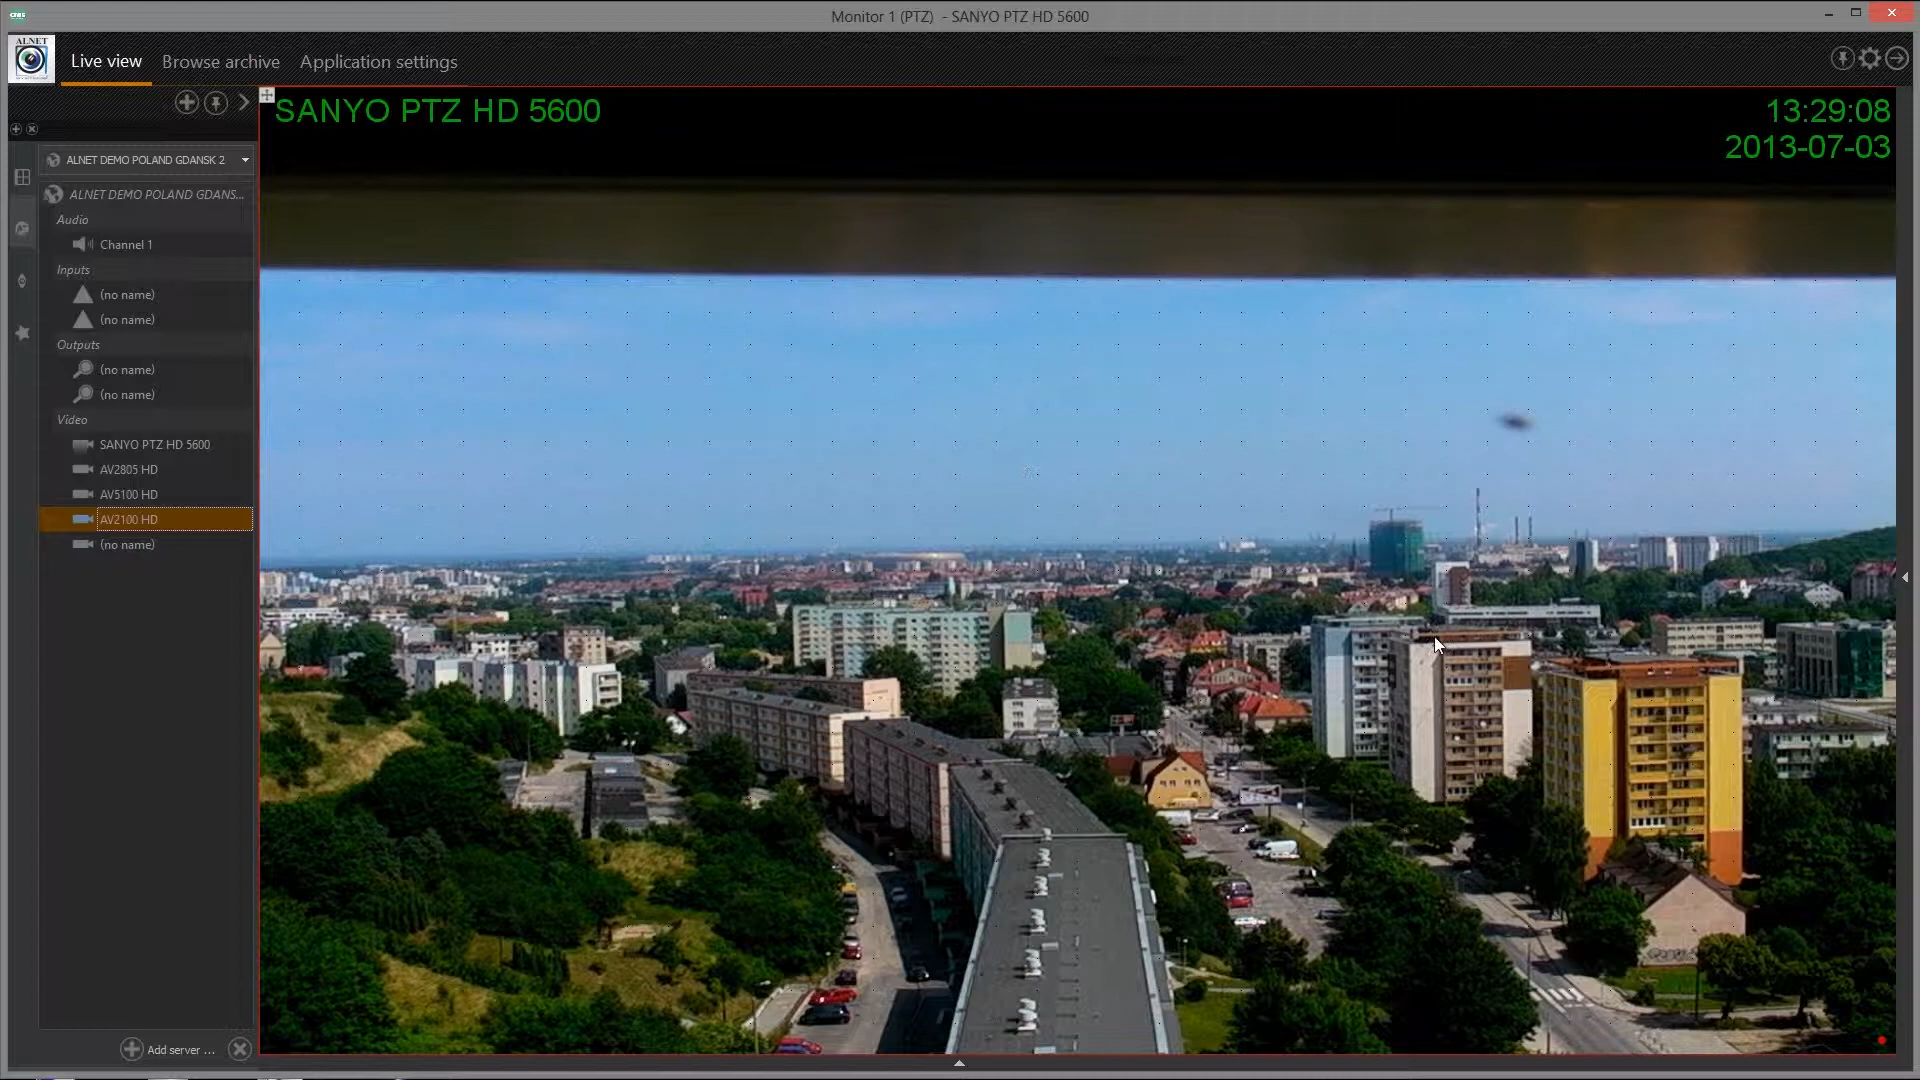 Monitor 1 (PTZ) - SANYO PTZ HD 5600
ALNET
Live view
Browse archive
Application settings
SANYO PTZ HD 5600
13:29:08
2013-07-03
ALNET DEMO POLAND GDANSK 2
ALNET DEMO POLAND GDANS...
Audio
Channel 1
Inputs
(no name)
(no name)
Outputs
(no name)
(no name)
Video
SANYO PTZ HD 5600
AV2805 HD
AV5100 HD
AV2100 HD
(no name)
Add server ...